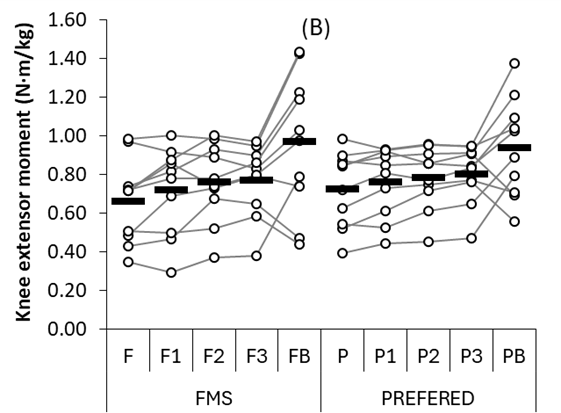 (B)
Knee extensor moment (N·m/kg)
1.60
1.40
1.20
1.00
0.80
0.60
0.40
0.20
0.00
F F1 F2 F3 FB P P1 P2 P3 PB
FMS PREFERED